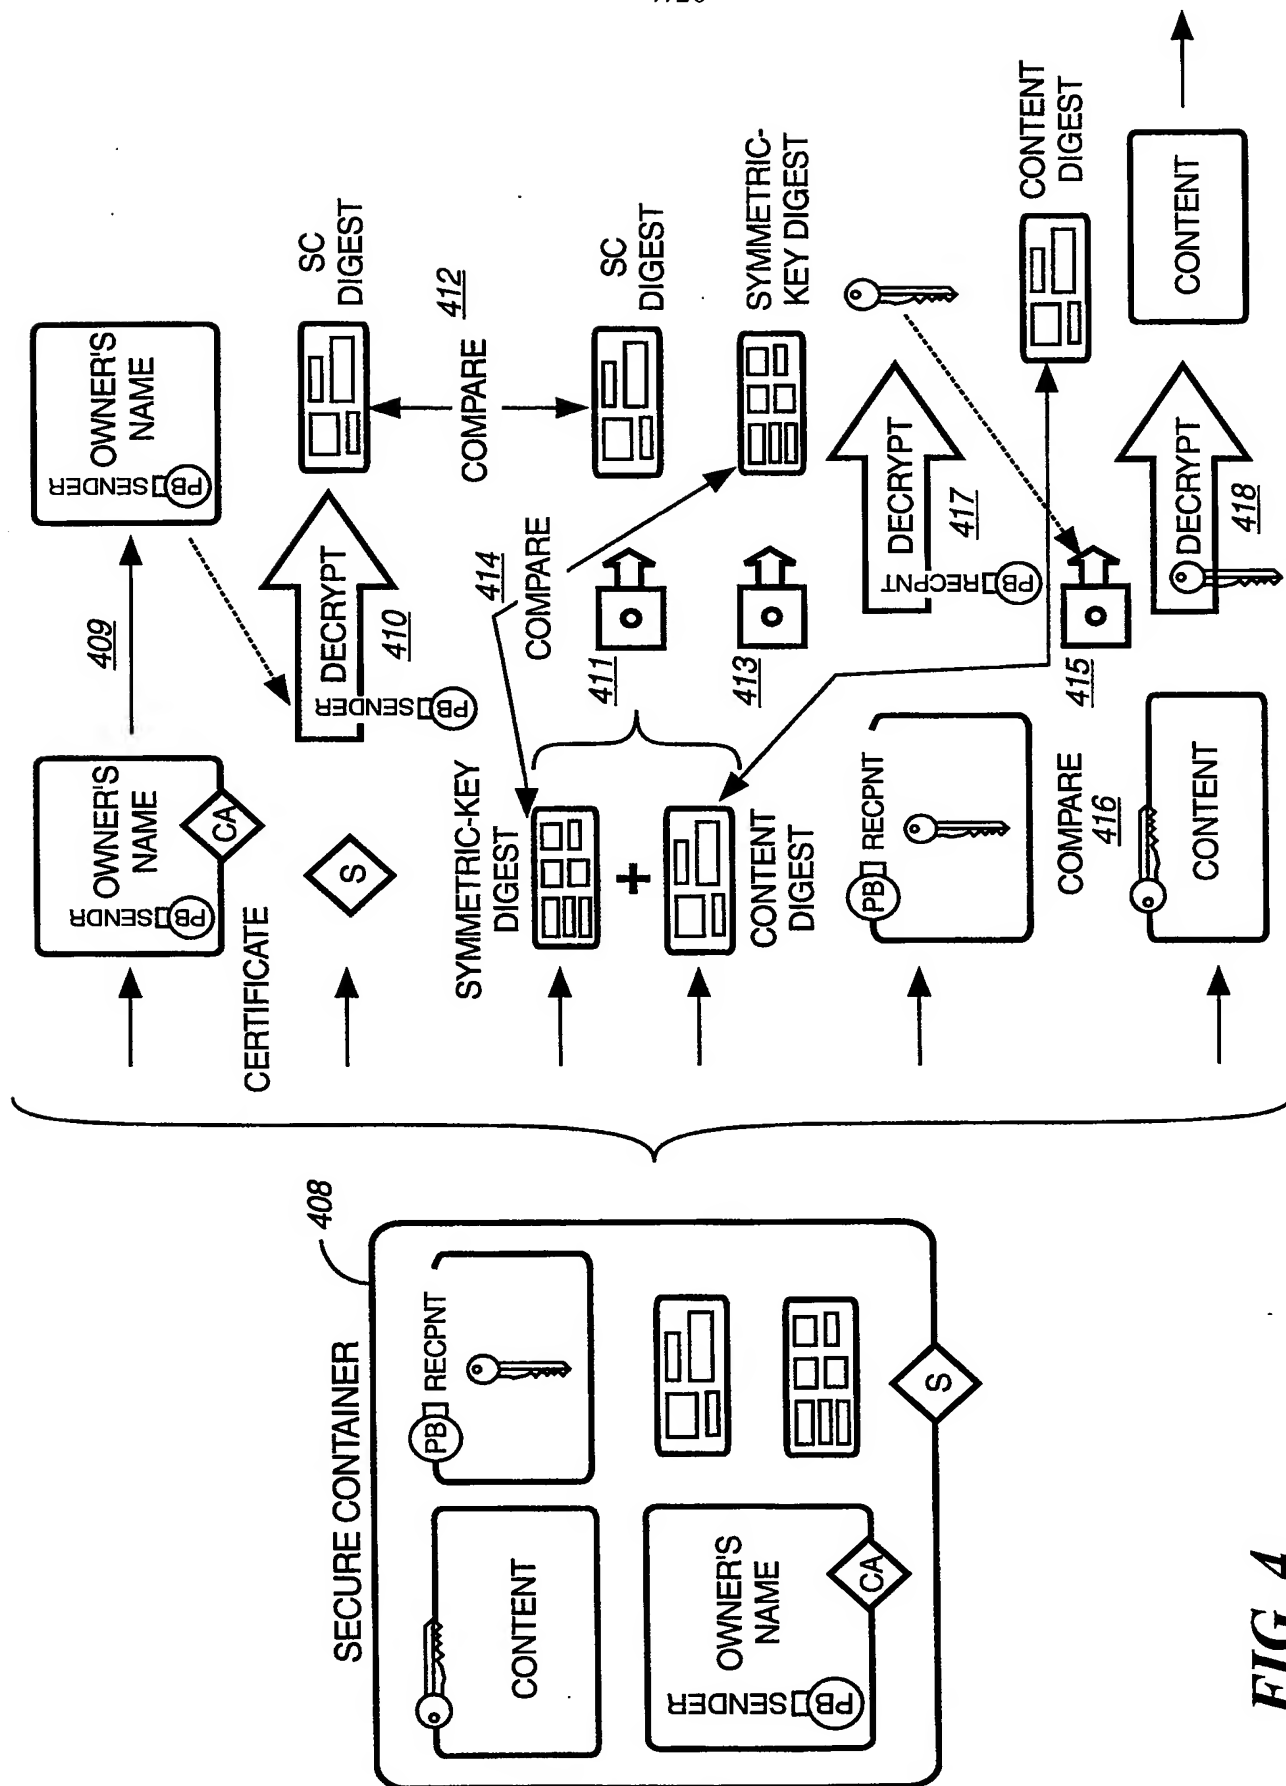 SECURE CONTAINER
408
CONTENT
PB RECPNT
OWNER'S
NAME
PB SENDER
CA
S
OWNER'S
NAME
PB SENDR
CA
CERTIFICATE
409
OWNER'S
NAME
PB SENDER
S
DECRYPT
PB SENDER
410
SC
DIGEST
COMPARE
412
SYMMETRIC-KEY
DIGEST
+
CONTENT
DIGEST
COMPARE
414
411
SC
DIGEST
413
SYMMETRIC-
KEY DIGEST
PB RECPNT
DECRYPT
PB RECPNT
417
COMPARE
416
415
CONTENT
DIGEST
CONTENT
DECRYPT
418
CONTENT
FIG. 4